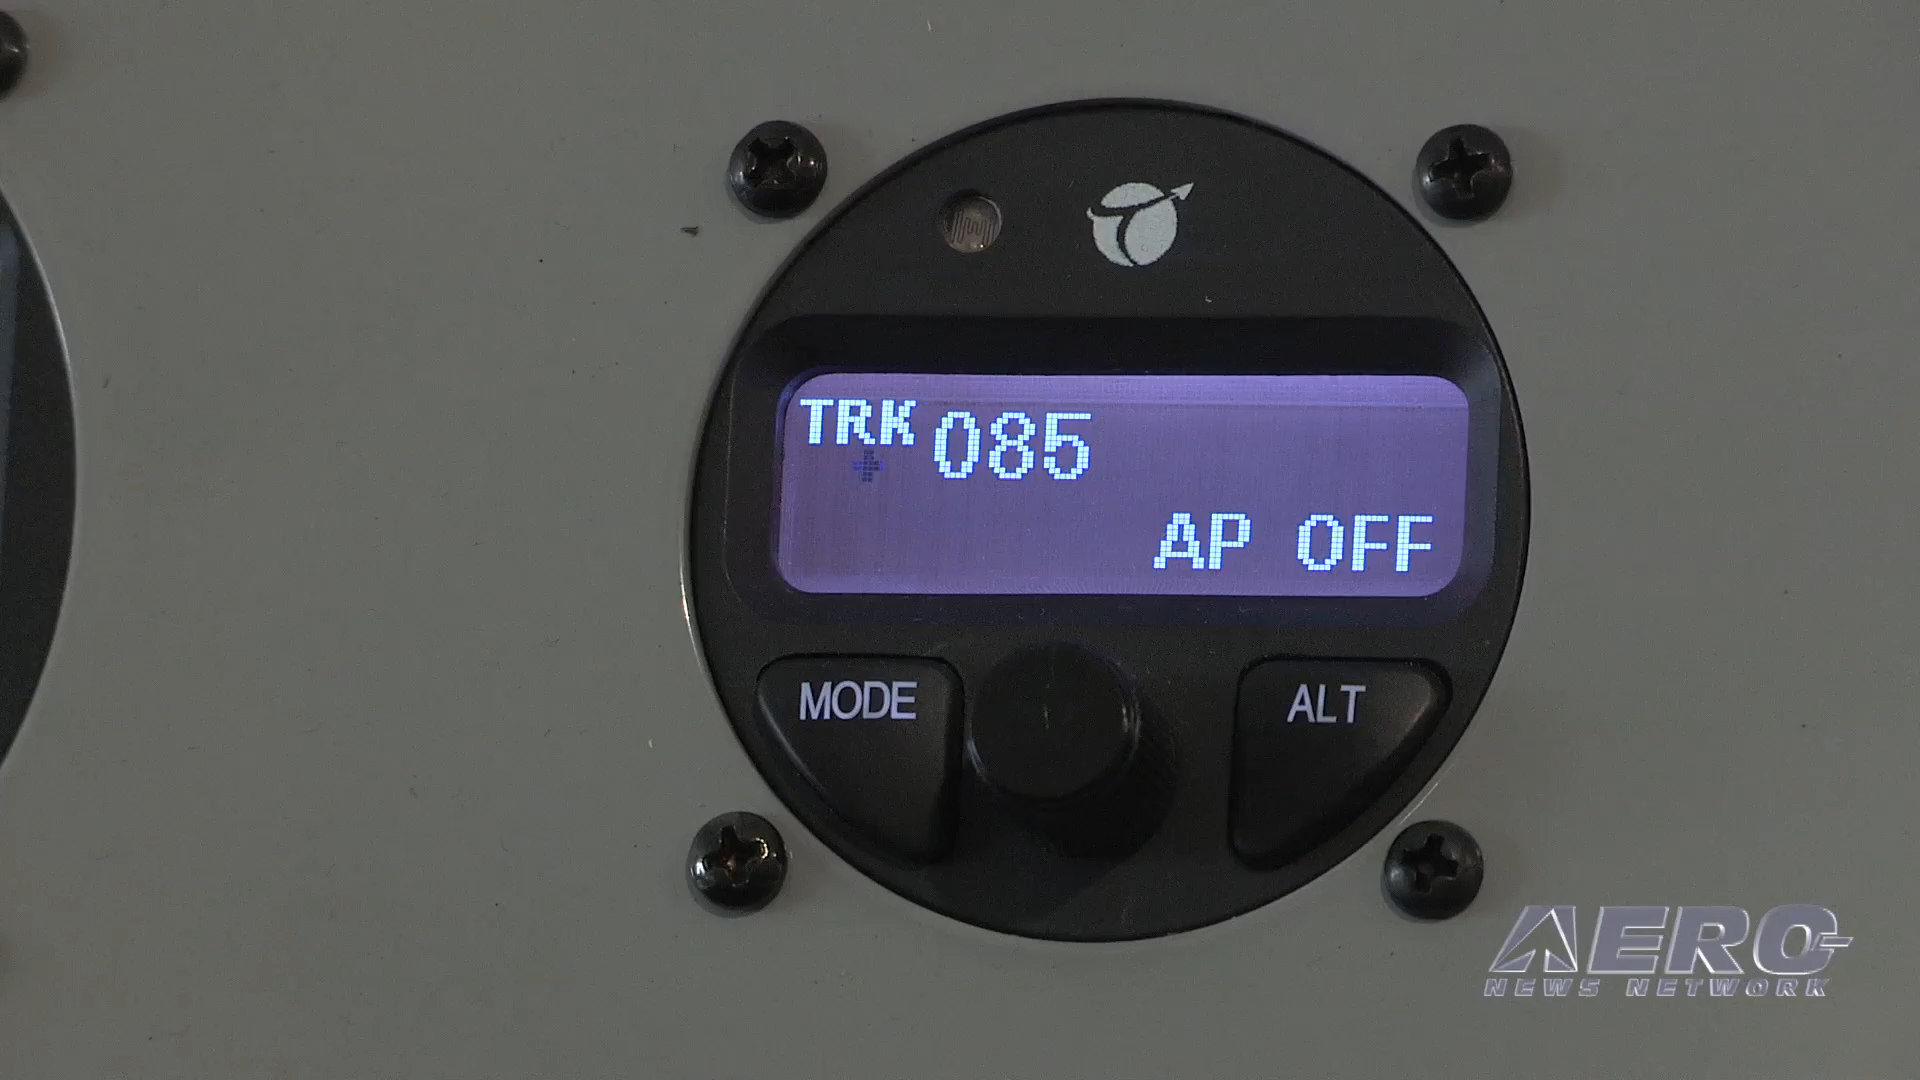 TRK 085
AP OFF
MODE
ALT
AERO
NEWS NETWORK